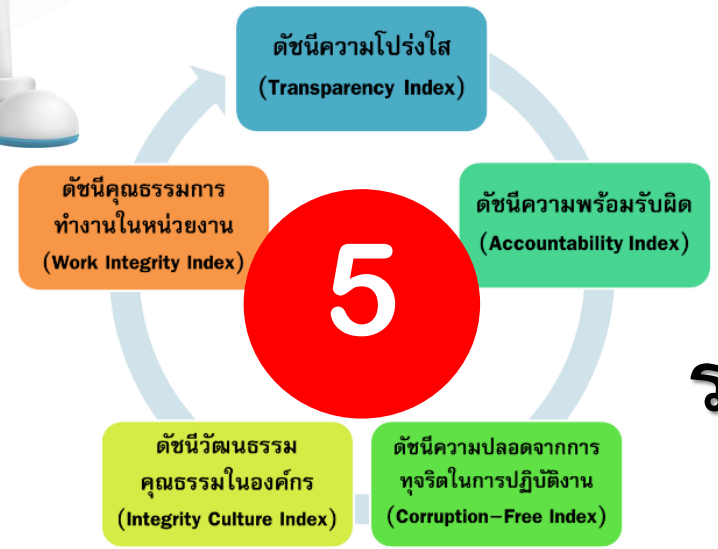 ดัชนีความโปร่งใส
(Transparency Index)
ดัชนีความพร้อมรับผิด
(Accountability Index)
ดัชนีความปลอดจากการ
ทุจริตในการปฏิบัติงาน
(Corruption–Free Index)
ดัชนีวัฒนธรรม
คุณธรรมในองค์กร
(Integrity Culture Index)
ดัชนีคุณธรรมการ
ทำงานในหน่วยงาน
(Work Integrity Index)
5